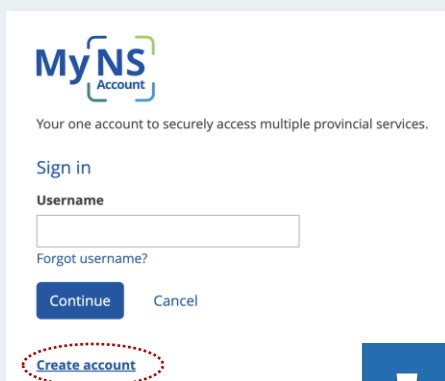 My NS
Account
Your one account to securely access multiple provincial services.
Sign in
Username
Forgot username?
Continue Cancel
Create account